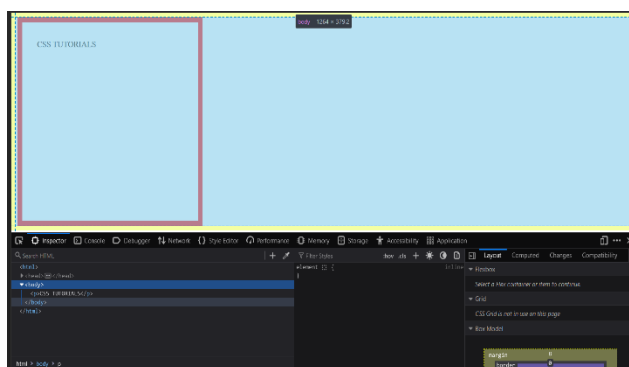 body 1264 × 379.2
CSS TUTORIALS
Inspector Console Debugger Network Style Editor Performance Memory Storage Accessibility Application
Search HTML
Filter Styles
:hov .cls
Layout Computed Changes Compatibility
<html>
<head> </head>
<body>
<p>CSS TUTORIALS</p>
</body>
</html>
element {
inline
}
Flexbox
Select a Flex container or item to continue.
Grid
CSS Grid is not in use on this page
Box Model
margin 0
border 0
html > body > p